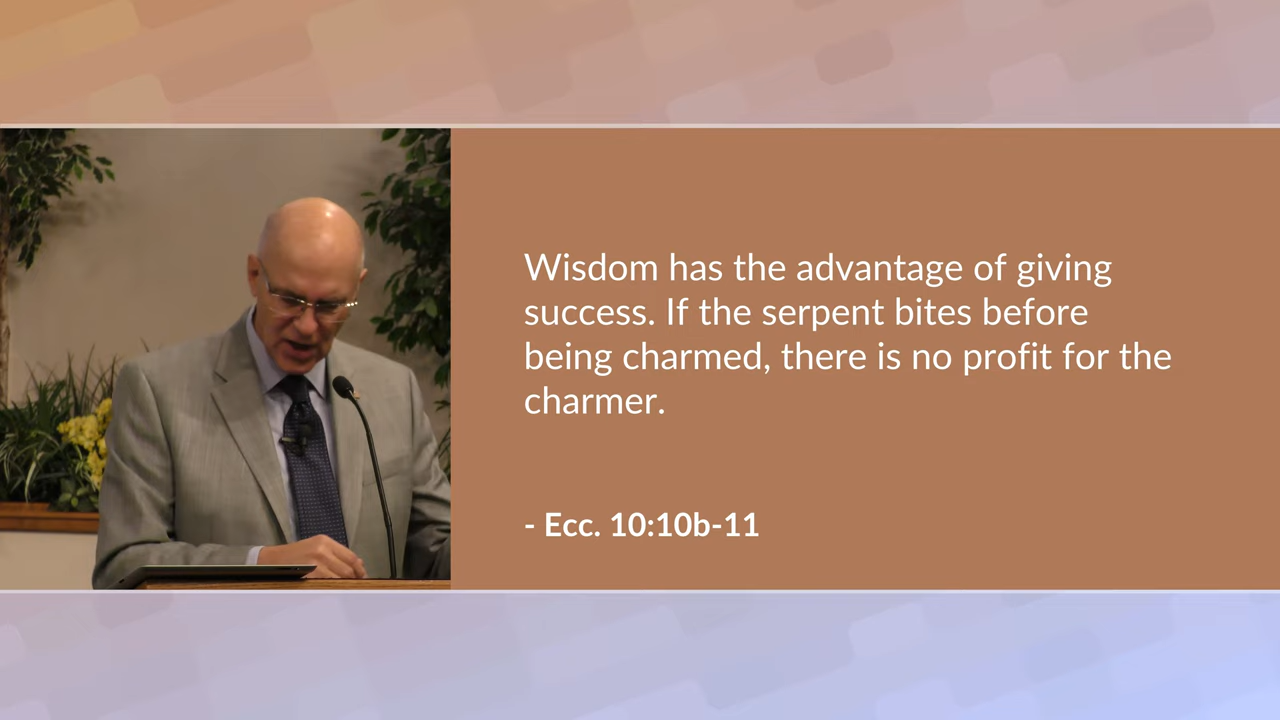 Wisdom has the advantage of giving
success. If the serpent bites before
being charmed, there is no profit for the
charmer.
- Ecc. 10:10b-11